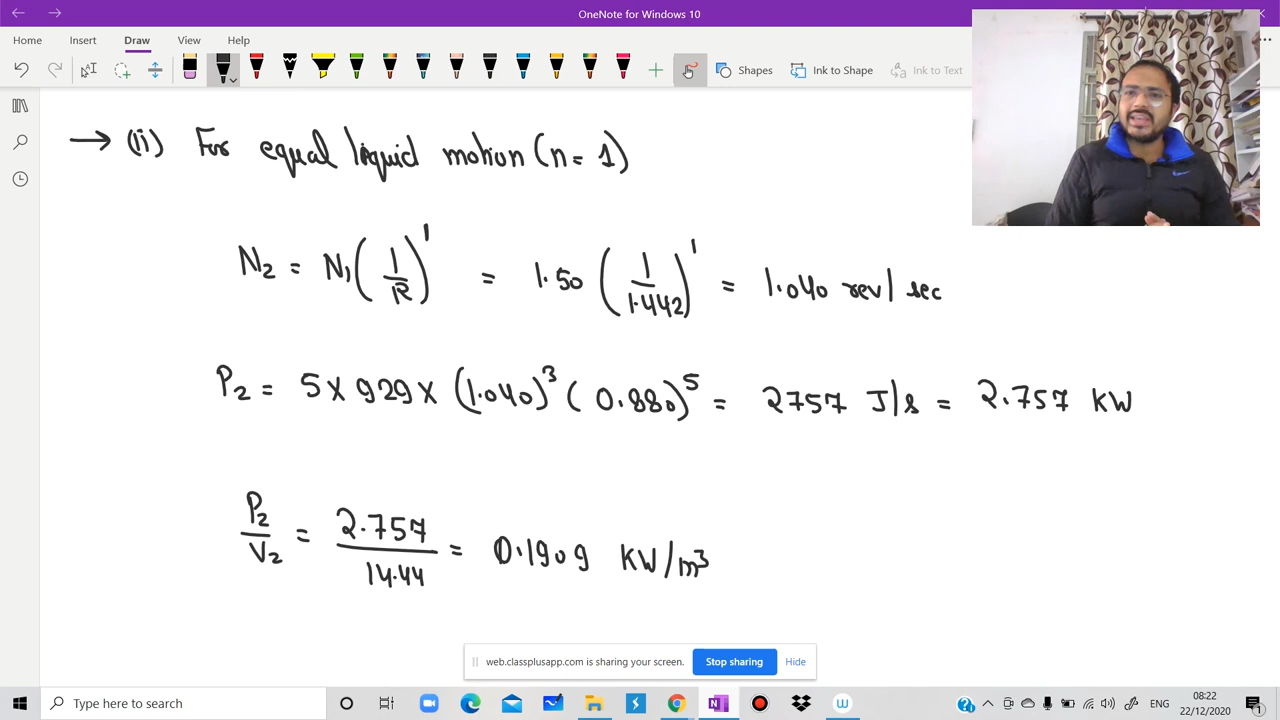 OneNote for Windows 10
Home Insert Draw View Help
Shapes Ink to Shape Ink to Text
→ (ii) For equal liquid motion (n = 1)
N₂ = N₁ (1/R)¹ = 1.50 (1/1.442)¹ = 1.040 rev/sec
P₂ = 5 × 929 × (1.040)³ (0.880)⁵ = 2757 J/s = 2.757 KW
P₂/V₂ = 2.757/14.44 = 0.1909 KW/m³
web.classplusapp.com is sharing your screen. Stop sharing Hide
Type here to search
ENG
08:22
22/12/2020